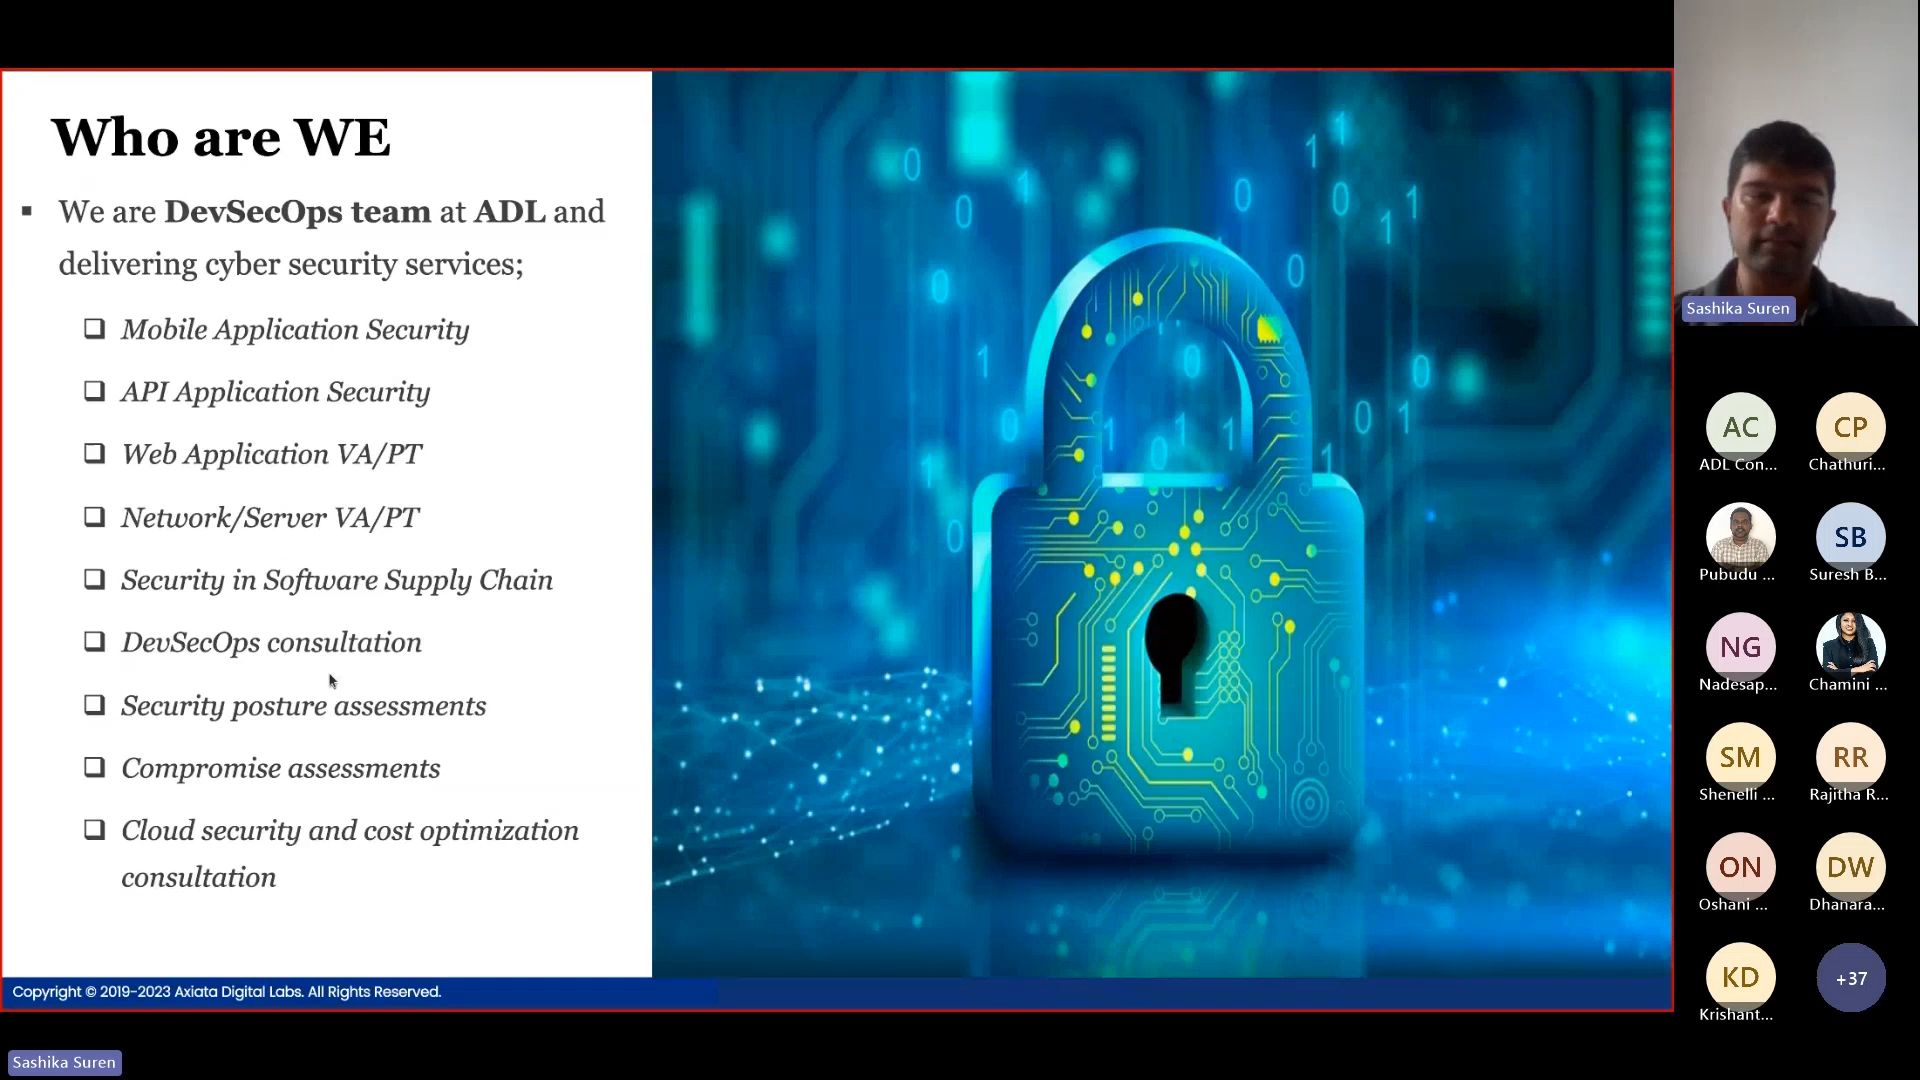 Who are WE
▪ We are DevSecOps team at ADL and
delivering cyber security services;
❑ Mobile Application Security
❑ API Application Security
❑ Web Application VA/PT
❑ Network/Server VA/PT
❑ Security in Software Supply Chain
❑ DevSecOps consultation
❑ Security posture assessments
❑ Compromise assessments
❑ Cloud security and cost optimization
consultation
Copyright © 2019-2023 Axiata Digital Labs. All Rights Reserved.
Sashika Suren
Sashika Suren
AC
ADL Con...
CP
Chathuri...
Pubudu ...
SB
Suresh B...
NG
Nadesap...
Chamini ...
SM
Shenelli ...
RR
Rajitha R...
ON
Oshani ...
DW
Dhanara...
KD
Krishant...
+37